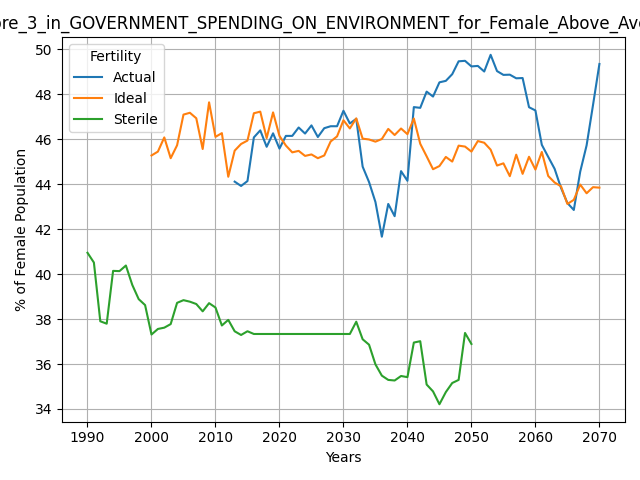 ore_3_in_GOVERNMENT_SPENDING_ON_ENVIRONMENT_for_Female_Above_Ave
Fertility
Actual
Ideal
Sterile
% of Female Population
50
48
46
44
42
40
38
36
34
1990
2000
2010
2020
2030
2040
2050
2060
2070
Years